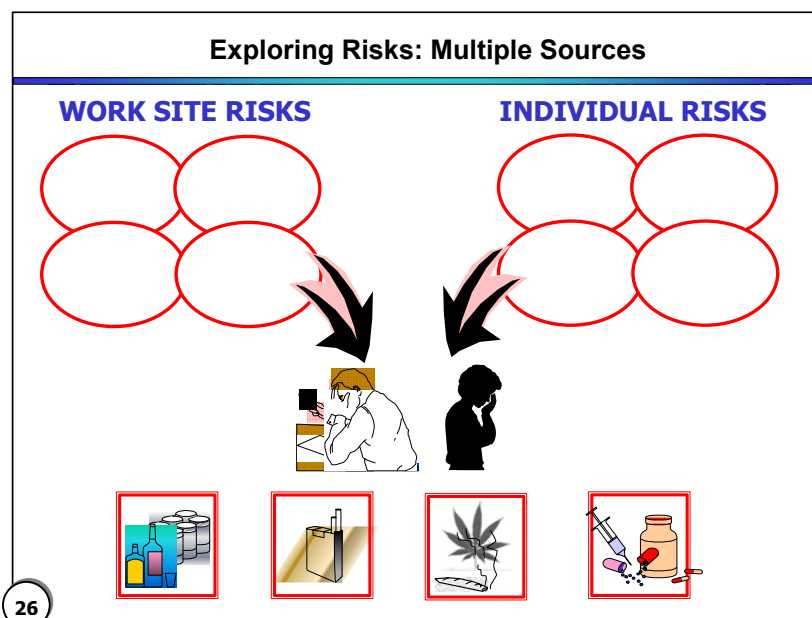 Exploring Risks: Multiple Sources
WORK SITE RISKS
INDIVIDUAL RISKS
26